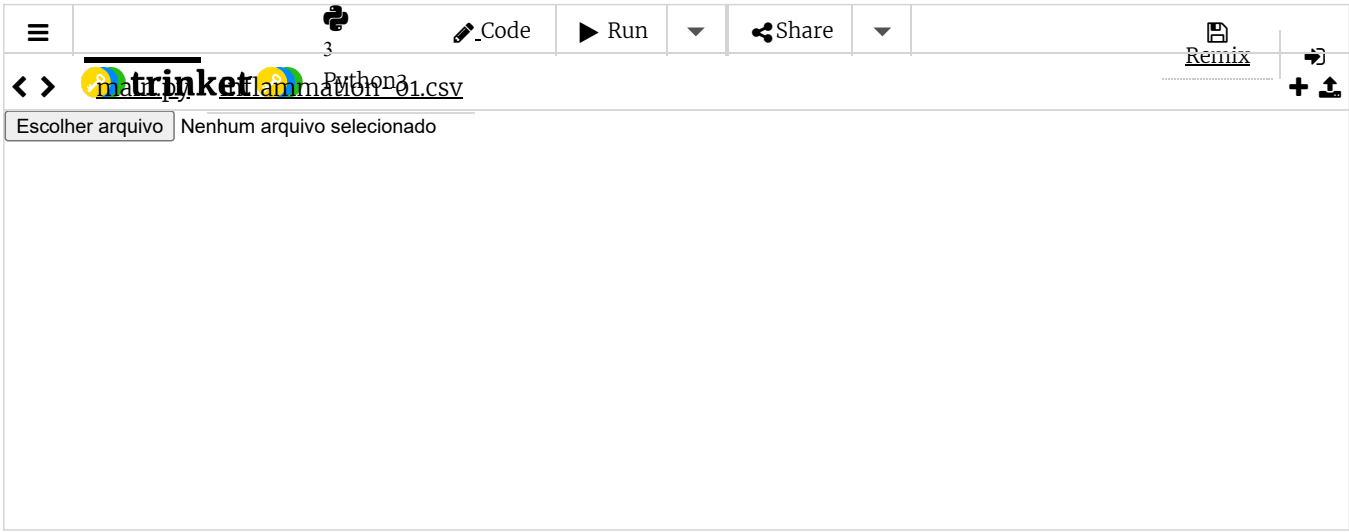 3
Python3
Code
Run
Share
Remix
trinket
main.py
inflammation-01.csv
Escolher arquivo
Nenhum arquivo selecionado